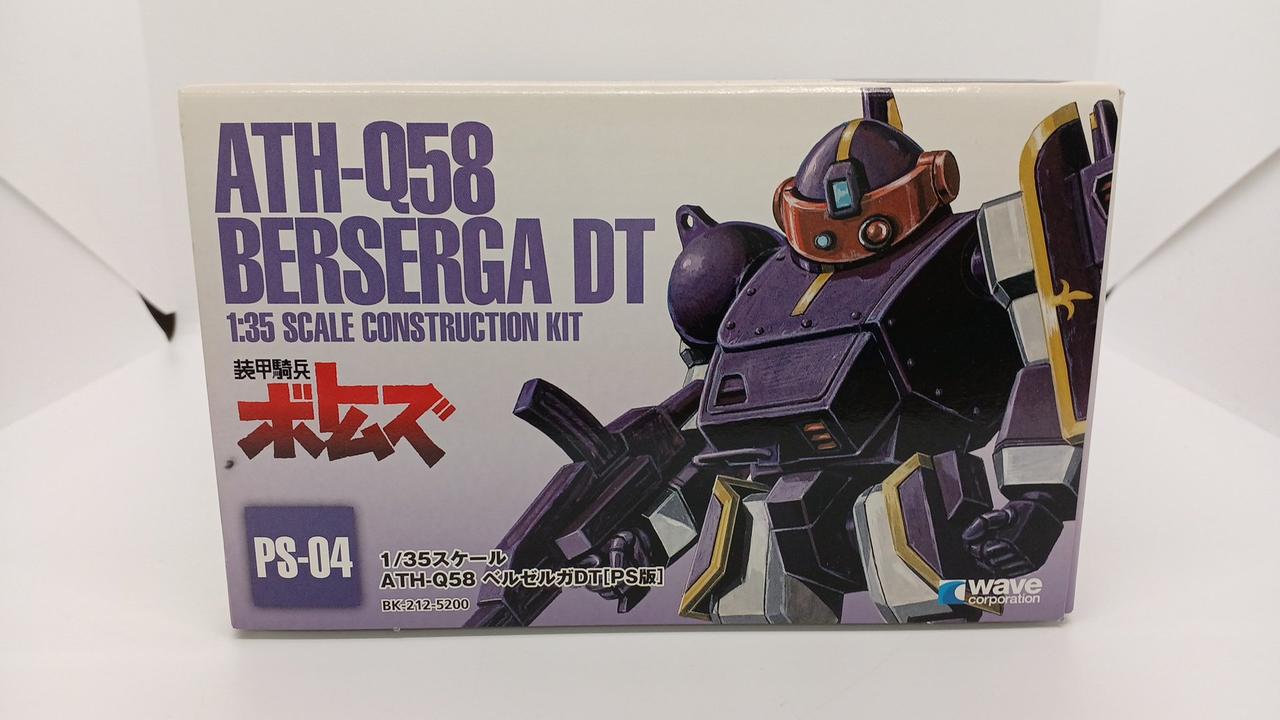 ATH-Q58
BERSERGA DT
1:35 SCALE CONSTRUCTION KIT
装甲騎兵
ボトムズ
PS-04
1/35スケール
ATH-Q58 ベルゼルガDT[PS版]
BK-212-5200
wave
corporation